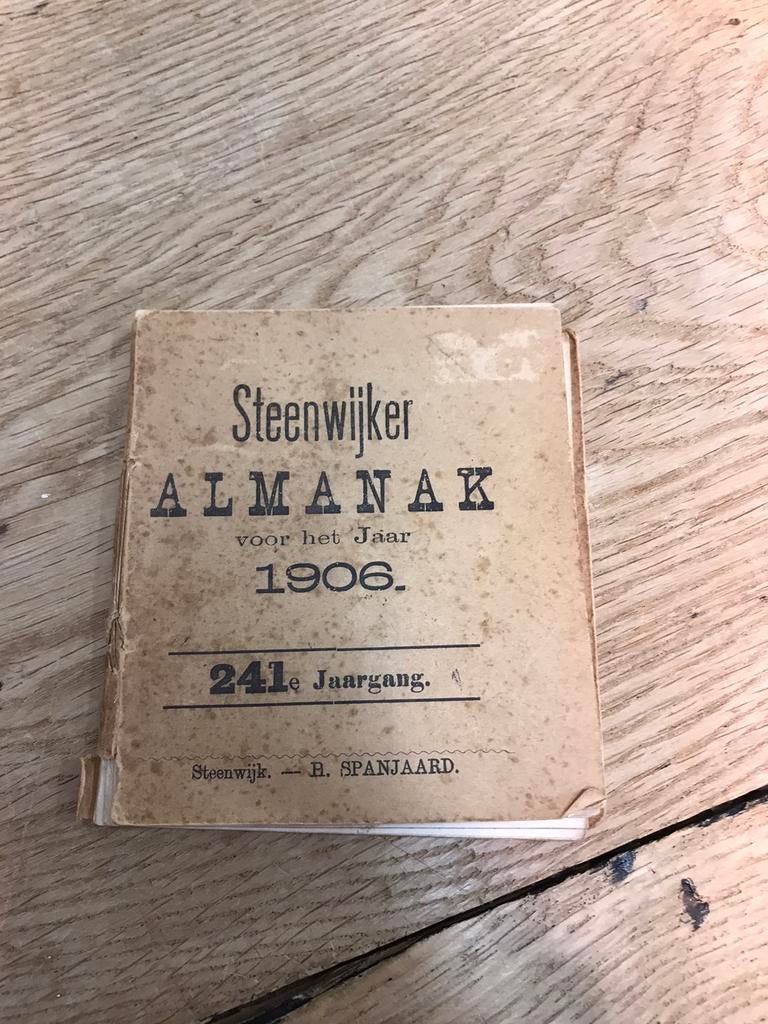 Steenwijker
ALMANAK
voor het Jaar
1906.
241e Jaargang.
Steenwijk. — H. SPANJAARD.